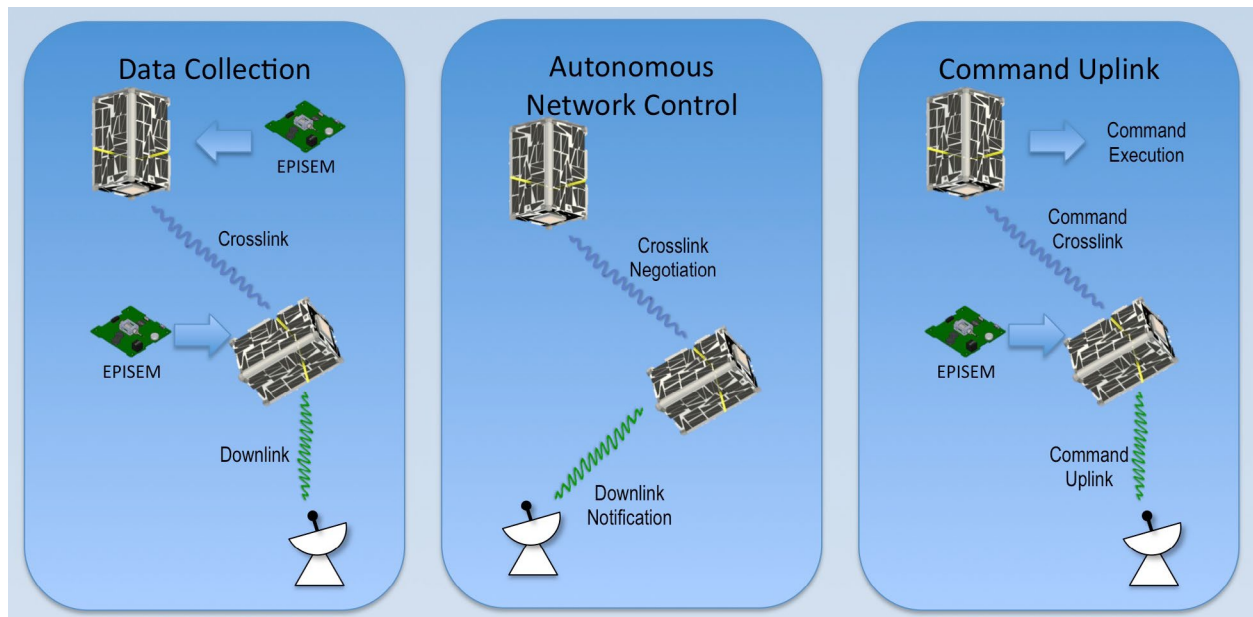 Data Collection
EPISEM
Crosslink
EPISEM
Downlink
Autonomous
Network Control
Crosslink
Negotiation
Downlink
Notification
Command Uplink
Command
Execution
Command
Crosslink
EPISEM
Command
Uplink